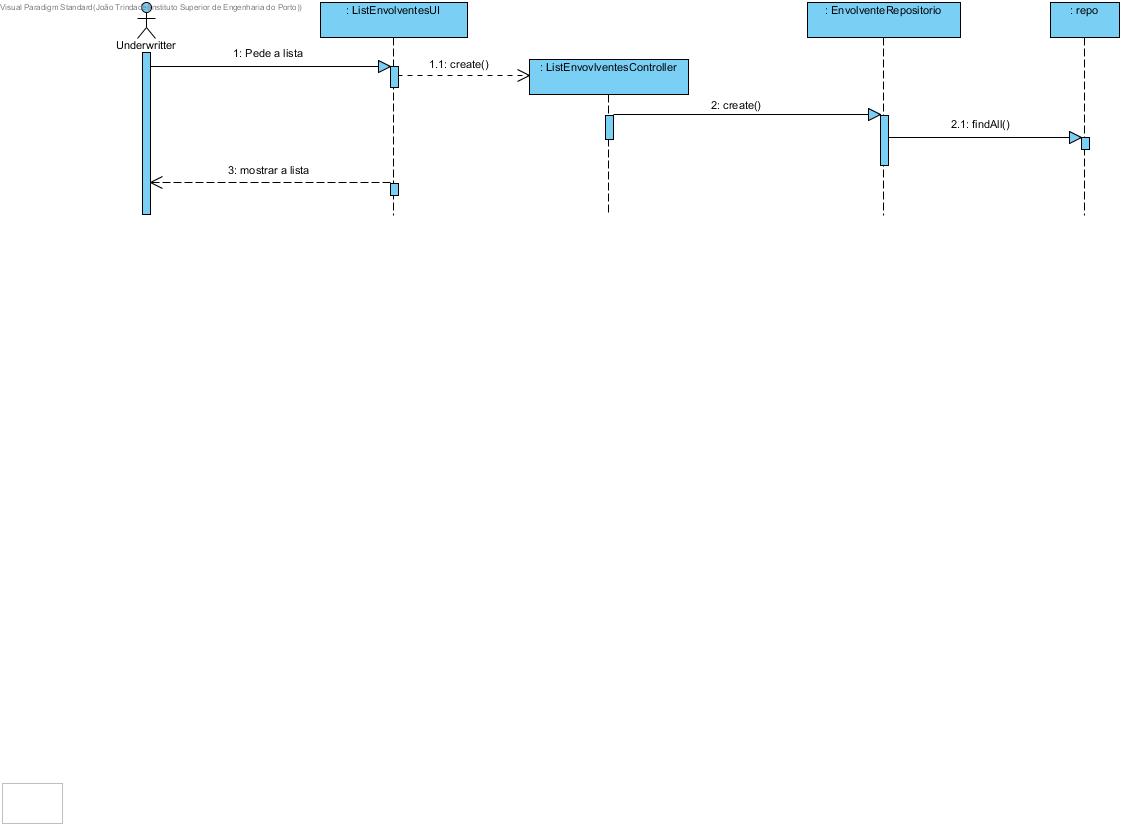 Visual Paradigm Standard(João Trindade(Instituto Superior de Engenharia do Porto))
: ListEnvolventesUI
: EnvolventeRepositorio
: repo
Underwritter
1: Pede a lista
1.1: create()
: ListEnvovlventesController
2: create()
2.1: findAll()
3: mostrar a lista